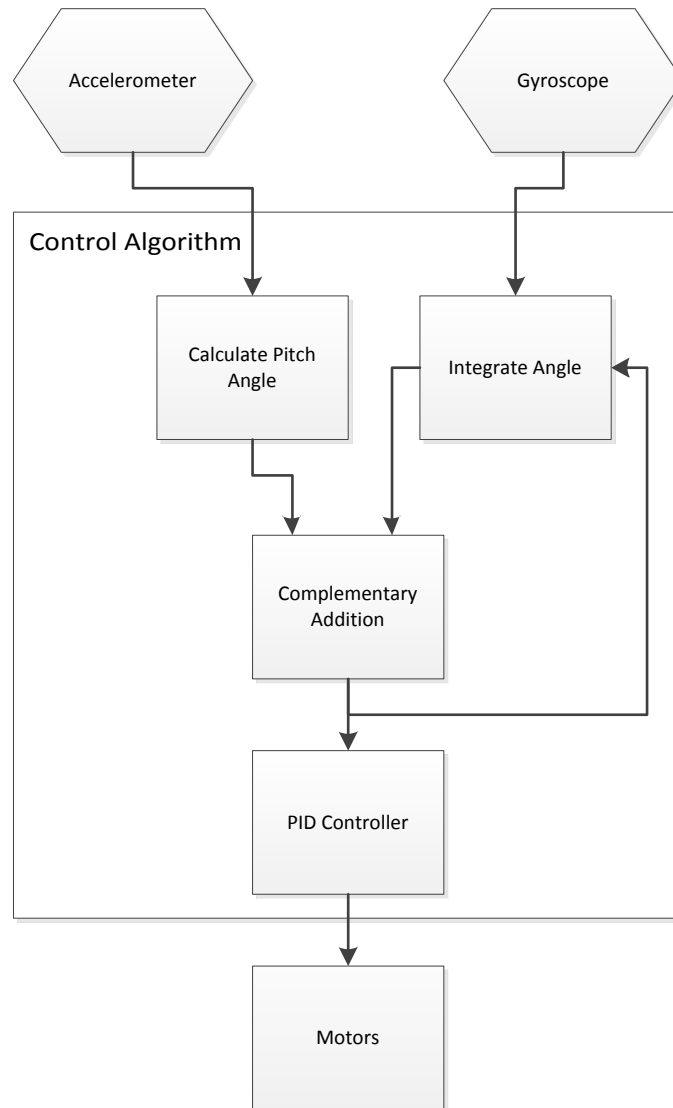 Accelerometer
Gyroscope
Control Algorithm
Calculate Pitch
Angle
Integrate Angle
Complementary
Addition
PID Controller
Motors